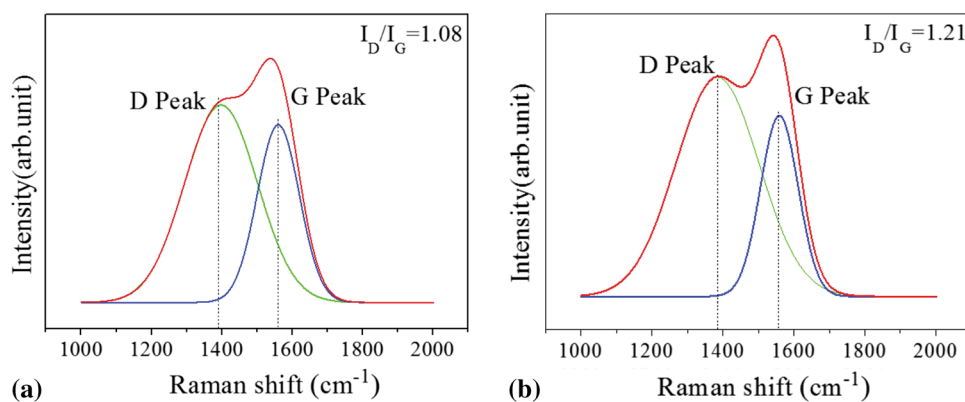 I_D/I_G=1.08
D Peak
G Peak
Intensity(arb.unit)
1000 1200 1400 1600 1800 2000
(a)
Raman shift (cm⁻¹)
I_D/I_G=1.21
D Peak
G Peak
Intensity(arb.unit)
1000 1200 1400 1600 1800 2000
(b)
Raman shift (cm⁻¹)